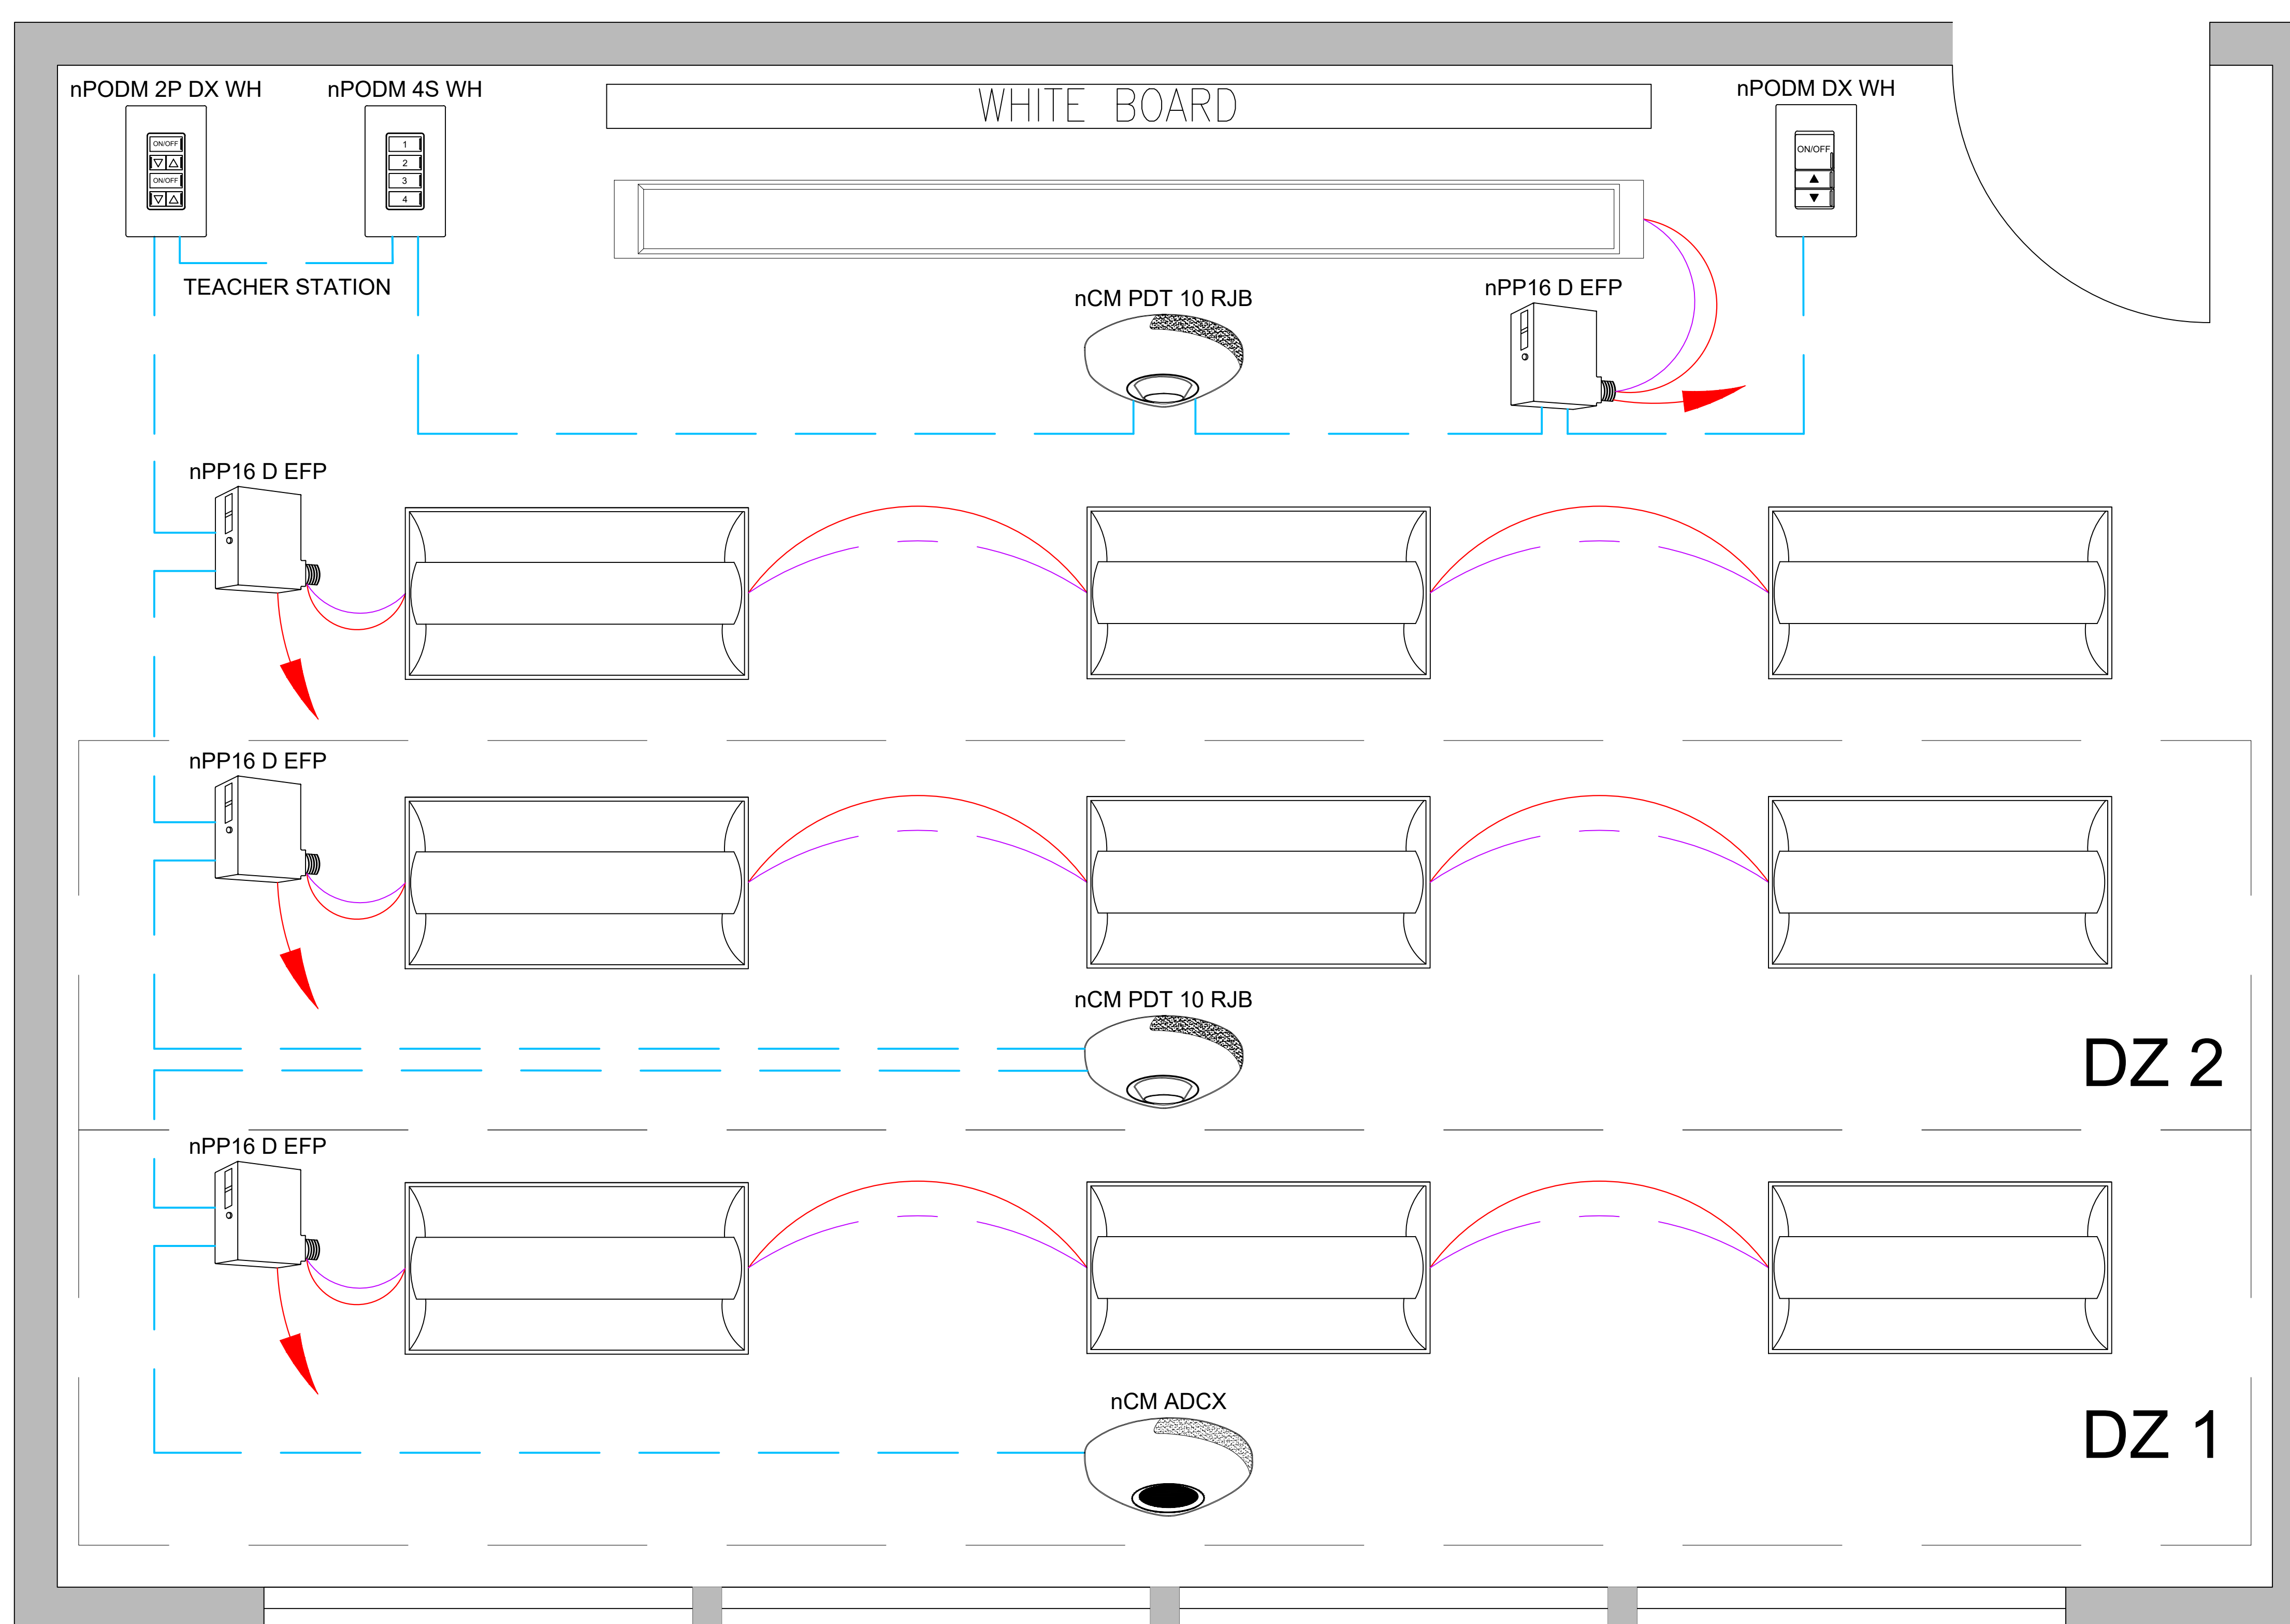 nPODM 2P DX WH
nPODM 4S WH
WHITE BOARD
nPODM DX WH
ON/OFF
ON/OFF
1
2
3
4
ON/OFF
TEACHER STATION
nCM PDT 10 RJB
nPP16 D EFP
nPP16 D EFP
nPP16 D EFP
nCM PDT 10 RJB
DZ 2
nPP16 D EFP
nCM ADCX
DZ 1